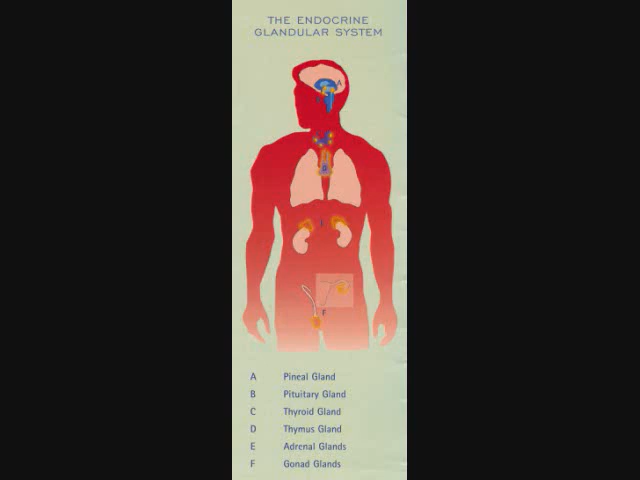 THE ENDOCRINE
GLANDULAR SYSTEM
A
F
A Pineal Gland
B Pituitary Gland
C Thyroid Gland
D Thymus Gland
E Adrenal Glands
F Gonad Glands